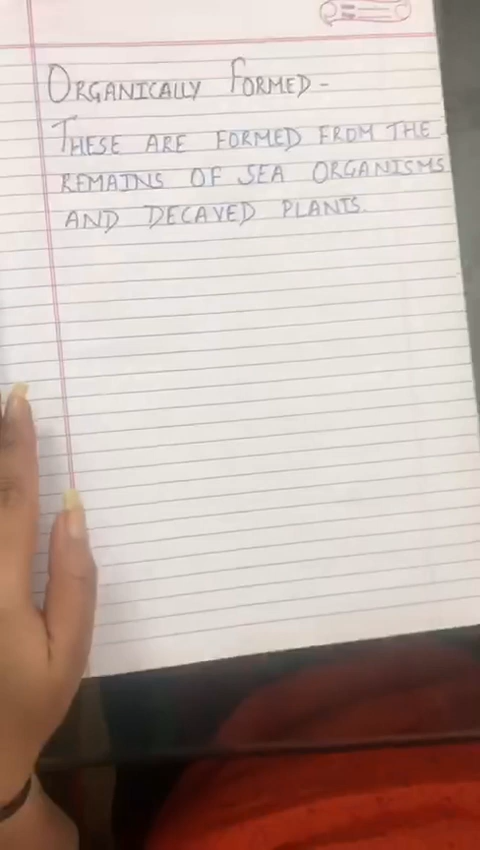 ORGANICALLY FORMED -
THESE ARE FORMED FROM THE
REMAINS OF SEA ORGANISMS
AND DECAYED PLANTS.